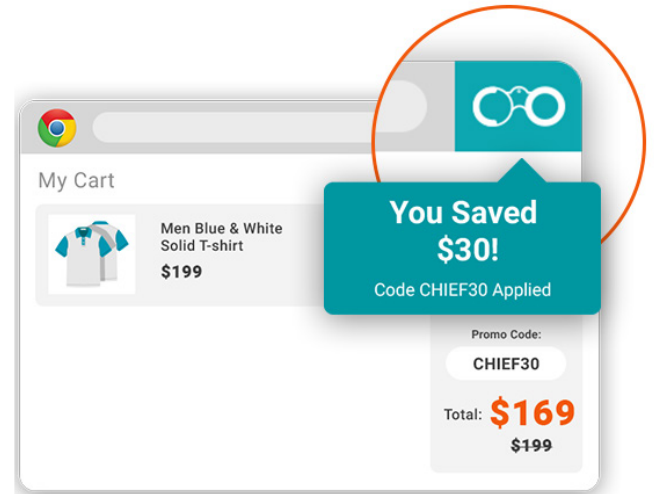 My Cart
Men Blue & White
Solid T-shirt
$199
You Saved
$30!
Code CHIEF30 Applied
Promo Code:
CHIEF30
Total: $169
$199